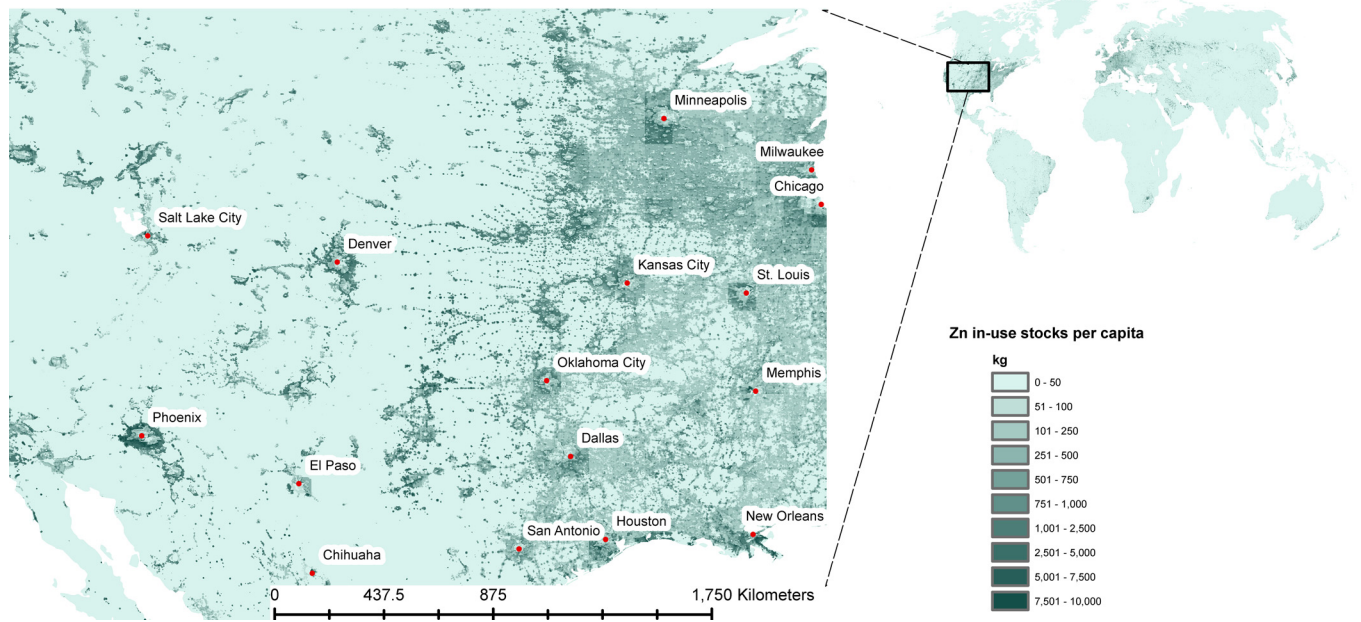 Minneapolis
Milwaukee
Chicago
Salt Lake City
Denver
Kansas City
St. Louis
Oklahoma City
Memphis
Phoenix
Dallas
El Paso
San Antonio
Houston
New Orleans
Chihuaha
0 437.5 875 1,750 Kilometers
Zn in-use stocks per capita
kg
0 - 50
51 - 100
101 - 250
251 - 500
501 - 750
751 - 1,000
1,001 - 2,500
2,501 - 5,000
5,001 - 7,500
7,501 - 10,000